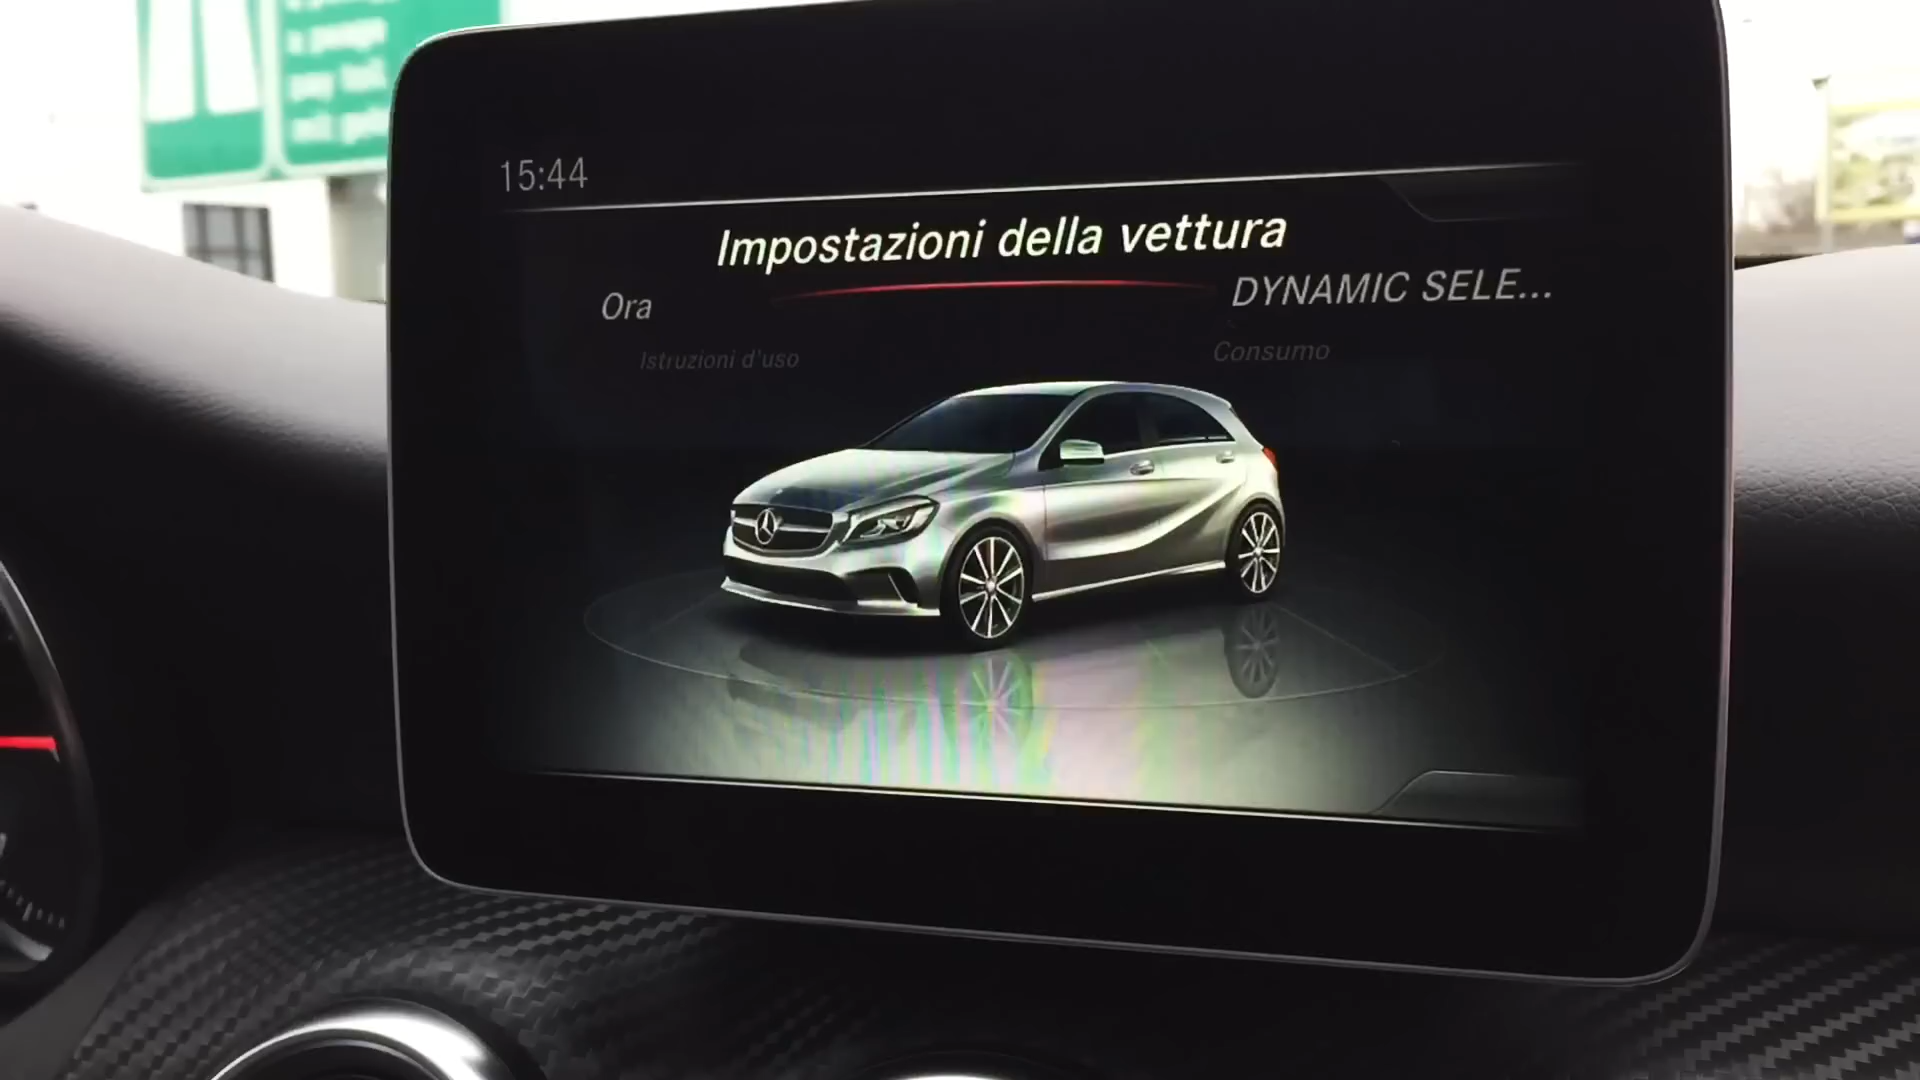 15:44
Impostazioni della vettura
Ora
DYNAMIC SELE...
Istruzioni d'uso
Consumo